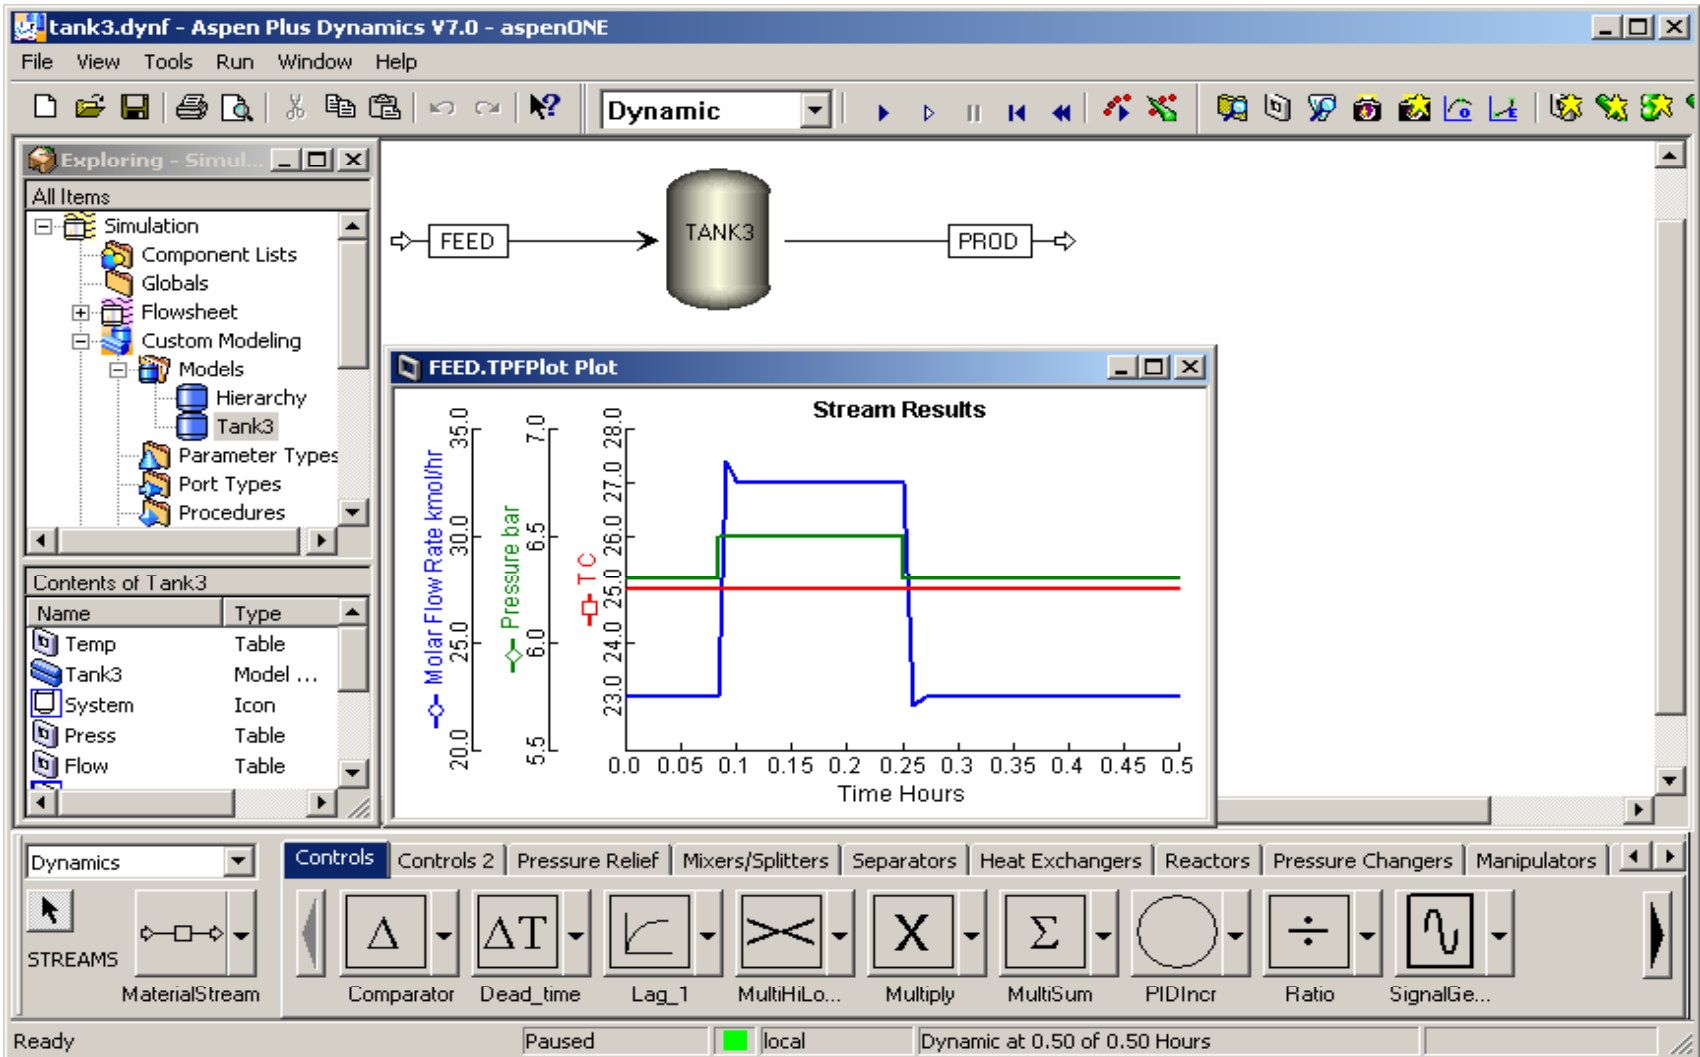 tank3.dynf - Aspen Plus Dynamics V7.0 - aspenONE
File View Tools Run Window Help
Dynamic
Exploring - Simul...
All Items
Simulation
Component Lists
Globals
Flowsheet
Custom Modeling
Models
Hierarchy
Tank3
Parameter Types
Port Types
Procedures
Contents of Tank3
Name Type
Temp Table
Tank3 Model ...
System Icon
Press Table
Flow Table
FEED
TANK3
PROD
FEED.TPFPlot Plot
Stream Results
Molar Flow Rate kmol/hr
20.0 25.0 30.0 35.0
Pressure bar
5.5 6.0 6.5 7.0
T C
23.0 24.0 25.0 26.0 27.0 28.0
0.0 0.05 0.1 0.15 0.2 0.25 0.3 0.35 0.4 0.45 0.5
Time Hours
Dynamics
STREAMS
MaterialStream
Controls Controls 2 Pressure Relief Mixers/Splitters Separators Heat Exchangers Reactors Pressure Changers Manipulators
Δ ΔT X Σ ÷
Comparator Dead_time Lag_1 MultiHiLo... Multiply MultiSum PIDIncr Ratio SignalGe...
Ready Paused local Dynamic at 0.50 of 0.50 Hours